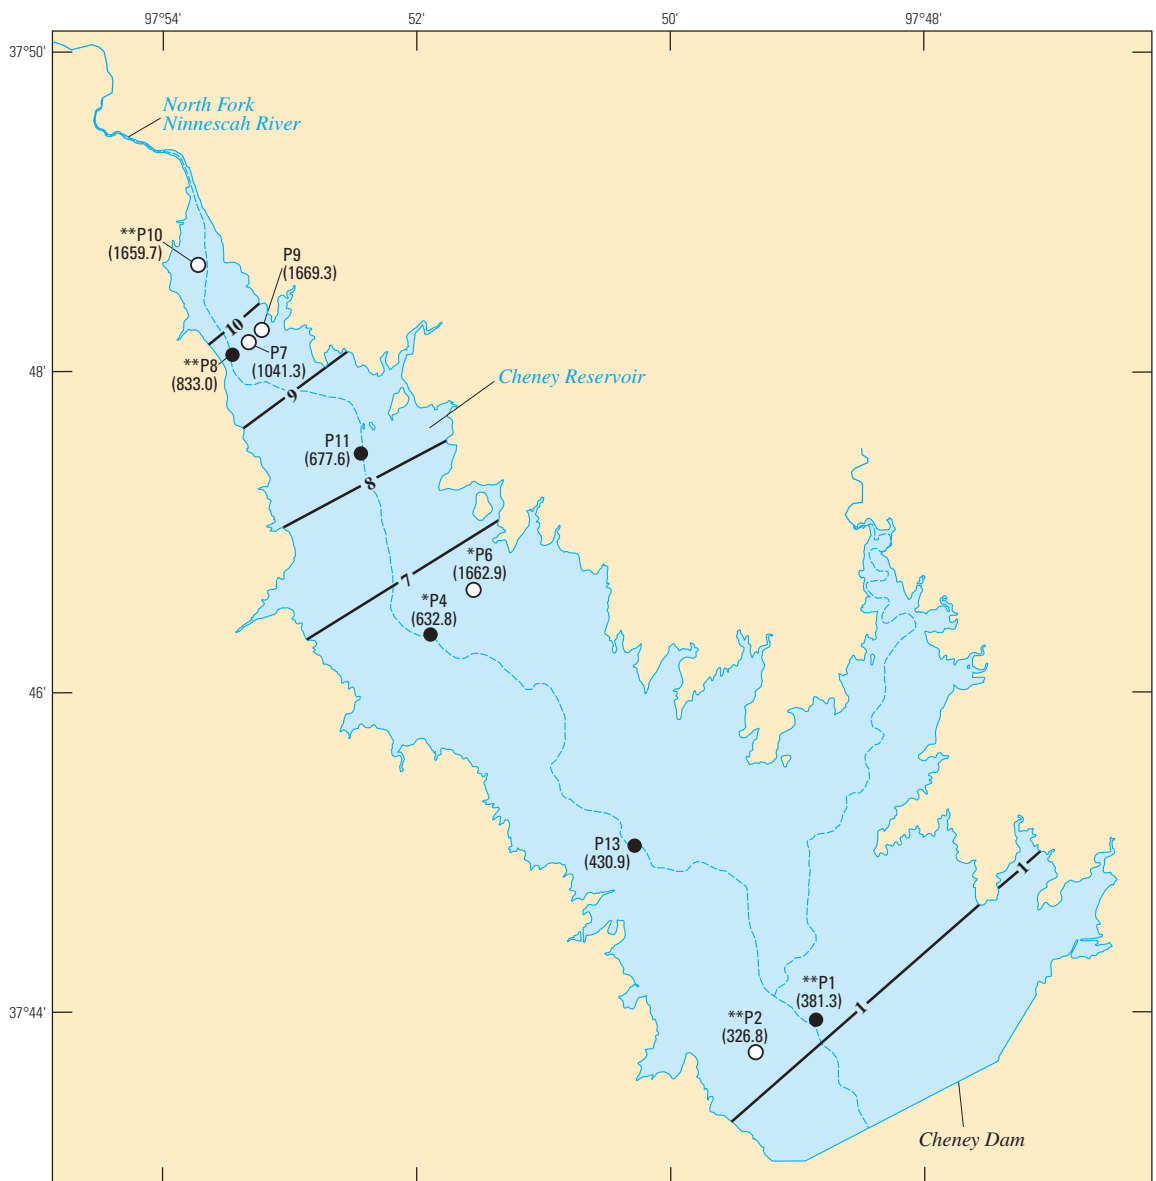 97°54'
52'
50'
97°48'
37°50'
North Fork
Ninnescah River
**P10
(1659.7)
P9
(1669.3)
10
P7
(1041.3)
**P8
(833.0)
48'
Cheney Reservoir
9
P11
(677.6)
8
*P6
(1662.9)
7
*P4
(632.8)
46'
P13
(430.9)
1
**P1
(381.3)
1
37°44'
**P2
(326.8)
Cheney Dam